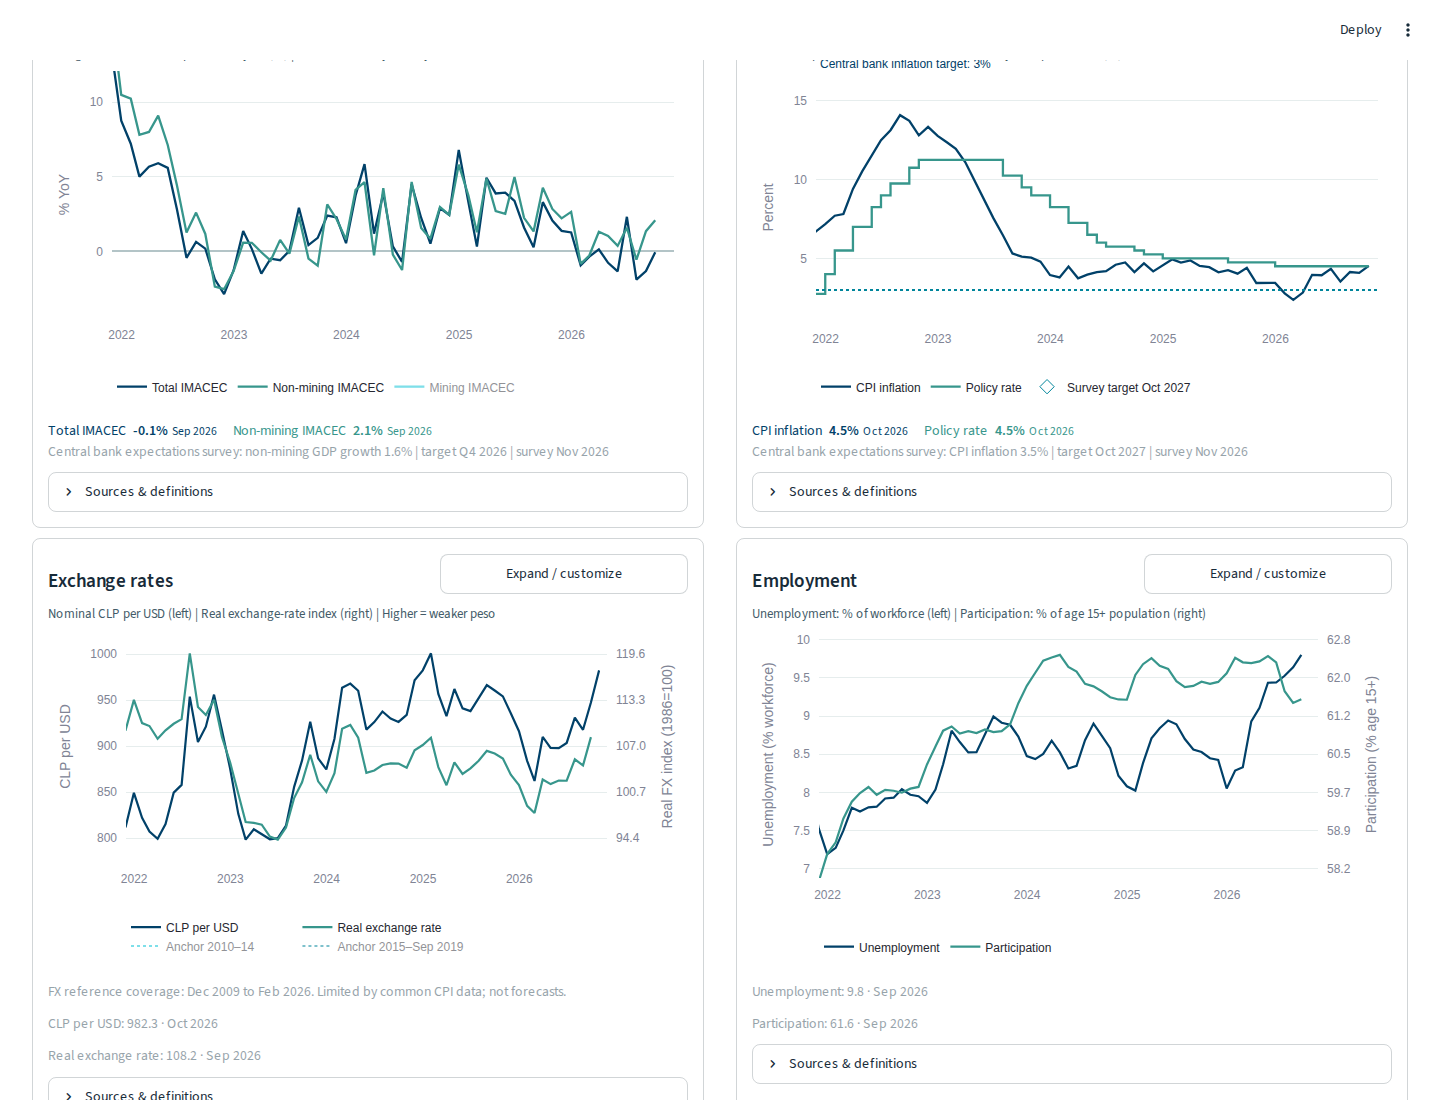 Deploy
10
5
0
% YoY
2022 2023 2024 2025 2026
Total IMACEC Non-mining IMACEC Mining IMACEC
Total IMACEC -0.1% Sep 2026 Non-mining IMACEC 2.1% Sep 2026
Central bank expectations survey: non-mining GDP growth 1.6% | target Q4 2026 | survey Nov 2026
Sources & definitions
Central bank inflation target: 3%
15
10
5
Percent
2022 2023 2024 2025 2026
CPI inflation Policy rate Survey target Oct 2027
CPI inflation 4.5% Oct 2026 Policy rate 4.5% Oct 2026
Central bank expectations survey: CPI inflation 3.5% | target Oct 2027 | survey Nov 2026
Sources & definitions
Exchange rates
Expand / customize
Nominal CLP per USD (left) | Real exchange-rate index (right) | Higher = weaker peso
1000 119.6
950 113.3
900 107.0
850 100.7
800 94.4
CLP per USD
Real FX index (1986=100)
2022 2023 2024 2025 2026
CLP per USD Real exchange rate
Anchor 2010–14 Anchor 2015–Sep 2019
FX reference coverage: Dec 2009 to Feb 2026. Limited by common CPI data; not forecasts.
CLP per USD: 982.3 · Oct 2026
Real exchange rate: 108.2 · Sep 2026
Sources & definitions
Employment
Expand / customize
Unemployment: % of workforce (left) | Participation: % of age 15+ population (right)
10 62.8
9.5 62.0
9 61.2
8.5 60.5
8 59.7
7.5 58.9
7 58.2
Unemployment (% workforce)
Participation (% age 15+)
2022 2023 2024 2025 2026
Unemployment Participation
Unemployment: 9.8 · Sep 2026
Participation: 61.6 · Sep 2026
Sources & definitions